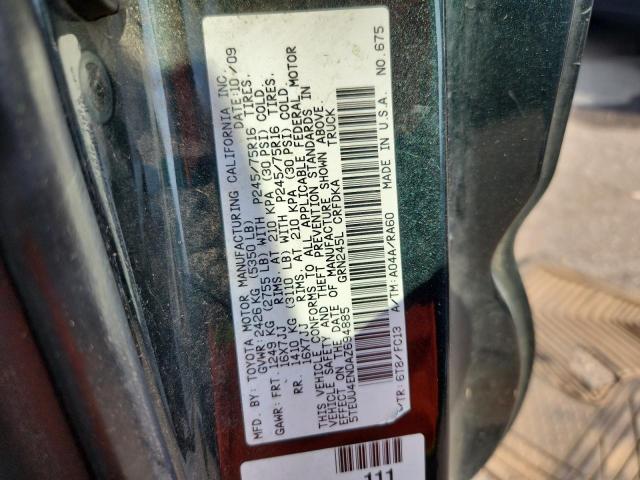 MFD. BY: TOYOTA MOTOR MANUFACTURING CALIFORNIA INC.
DATE: 10/09
GVWR: 2426 KG (5350 LB)
GAWR: FRT. 1249 KG (2755 LB) WITH P245/75R16 TIRES,
16X7JJ RIMS, AT 210 KPA (30 PSI) COLD.
RR. 1410 KG (3110 LB) WITH P245/75R16 TIRES,
16X7JJ RIMS, AT 210 KPA (30 PSI) COLD.
THIS VEHICLE CONFORMS TO ALL APPLICABLE FEDERAL MOTOR
VEHICLE SAFETY AND THEFT PREVENTION STANDARDS IN
EFFECT ON THE DATE OF MANUFACTURE SHOWN ABOVE.
5TEUU4EN0AZ694885 GRN245L CRFDKA TRUCK
C/TR: 6T8/FC13 A/TM: A04A/RA60 MADE IN U.S.A. NO. 675
111